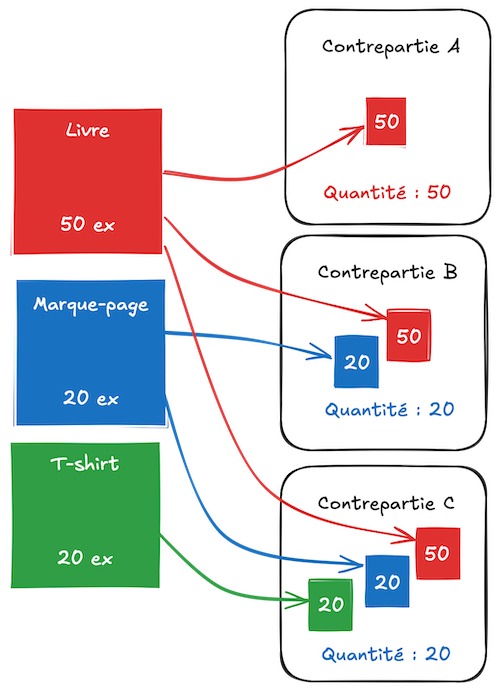 Livre
50 ex
Marque-page
20 ex
T-shirt
20 ex
Contrepartie A
50
Quantité : 50
Contrepartie B
50
20
Quantité : 20
Contrepartie C
50
20
20
Quantité : 20